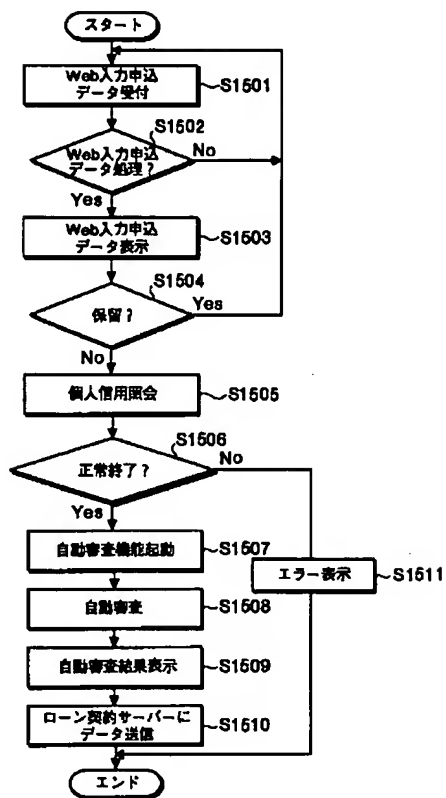 スタート
Web入力申込
データ受付
S1501
S1502
Web入力申込
データ処理?
No
Yes
Web入力申込
データ表示
S1503
S1504
保留?
Yes
No
個人信用照会
S1505
S1506
正常終了?
No
Yes
自動審査機能起動
S1507
エラー表示
S1511
自動審査
S1508
自動審査結果表示
S1509
ローン契約サーバーに
データ送信
S1510
エンド